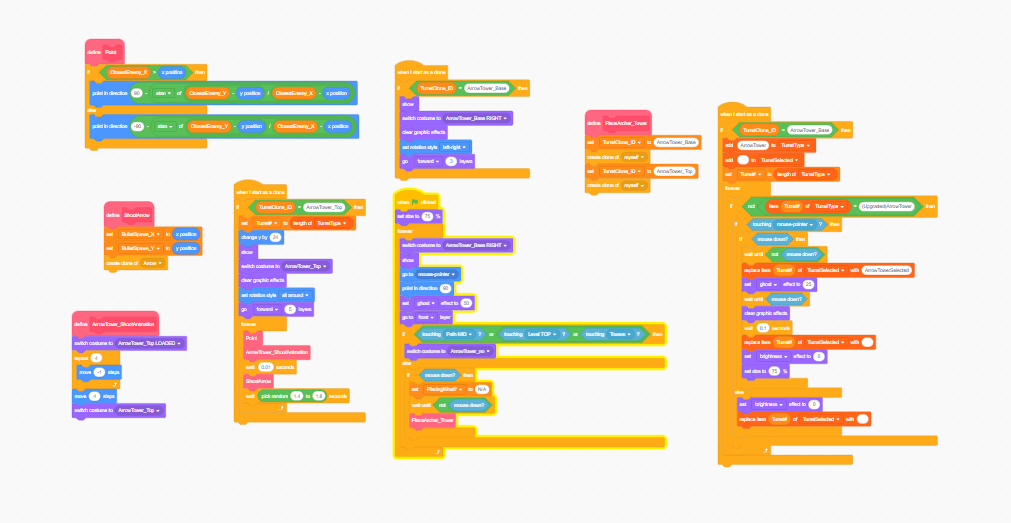 define Point
if ClosestEnemy_X > x position then
point in direction 90 - atan of ClosestEnemy_Y - y position / ClosestEnemy_X - x position
else
point in direction -90 - atan of ClosestEnemy_Y - y position / ClosestEnemy_X - x position
define ShootArrow
set BulletSpawn_X to x position
set BulletSpawn_Y to y position
create clone of Arrow
define ArrowTower_ShootAnimation
switch costume to ArrowTower_Top LOADED
repeat 4
move -1 steps
move 4 steps
switch costume to ArrowTower_Top
when I start as a clone
if TurretClone_ID = ArrowTower_Top then
set Turret# to length of TurretType
change y by 24
show
switch costume to ArrowTower_Top
clear graphic effects
set rotation style all around
go forward layers
forever
Point
ArrowTower_ShootAnimation
wait 0.01 seconds
ShootArrow
wait pick random 1.4 to 1.8 seconds
when I start as a clone
if TurretClone_ID = ArrowTower_Base then
show
switch costume to ArrowTower_Base RIGHT
clear graphic effects
set rotation style left-right
go forward layers
when clicked
set size to 75 %
forever
switch costume to ArrowTower_Base RIGHT
show
go to mouse-pointer
point in direction 90
set ghost effect to 30
go to front layer
if touching Path MID ? or touching Level TOP ? or touching Towers ? then
switch costume to ArrowTower_no
else
if mouse down? then
set PlacingWhat? to N/A
wait until not mouse down?
PlaceArcher_Tower
define PlaceArcher_Tower
set TurretClone_ID to ArrowTower_Base
create clone of myself
set TurretClone_ID to ArrowTower_Top
create clone of myself
when I start as a clone
if TurretClone_ID = ArrowTower_Base then
add ArrowTower to TurretType
add to TurretSelected
set Turret# to length of TurretType
forever
if not item Turret# of TurretType = (Upgraded)ArrowTower then
if touching mouse-pointer ? then
if mouse down? then
wait until not mouse down?
replace item Turret# of TurretSelected with ArrowTowerSelected
set ghost effect to 25
wait until mouse down?
clear graphic effects
wait 0.1 seconds
replace item Turret# of TurretSelected with
set brightness effect to
set size to 75 %
else
set brightness effect to 0
replace item Turret# of TurretSelected with